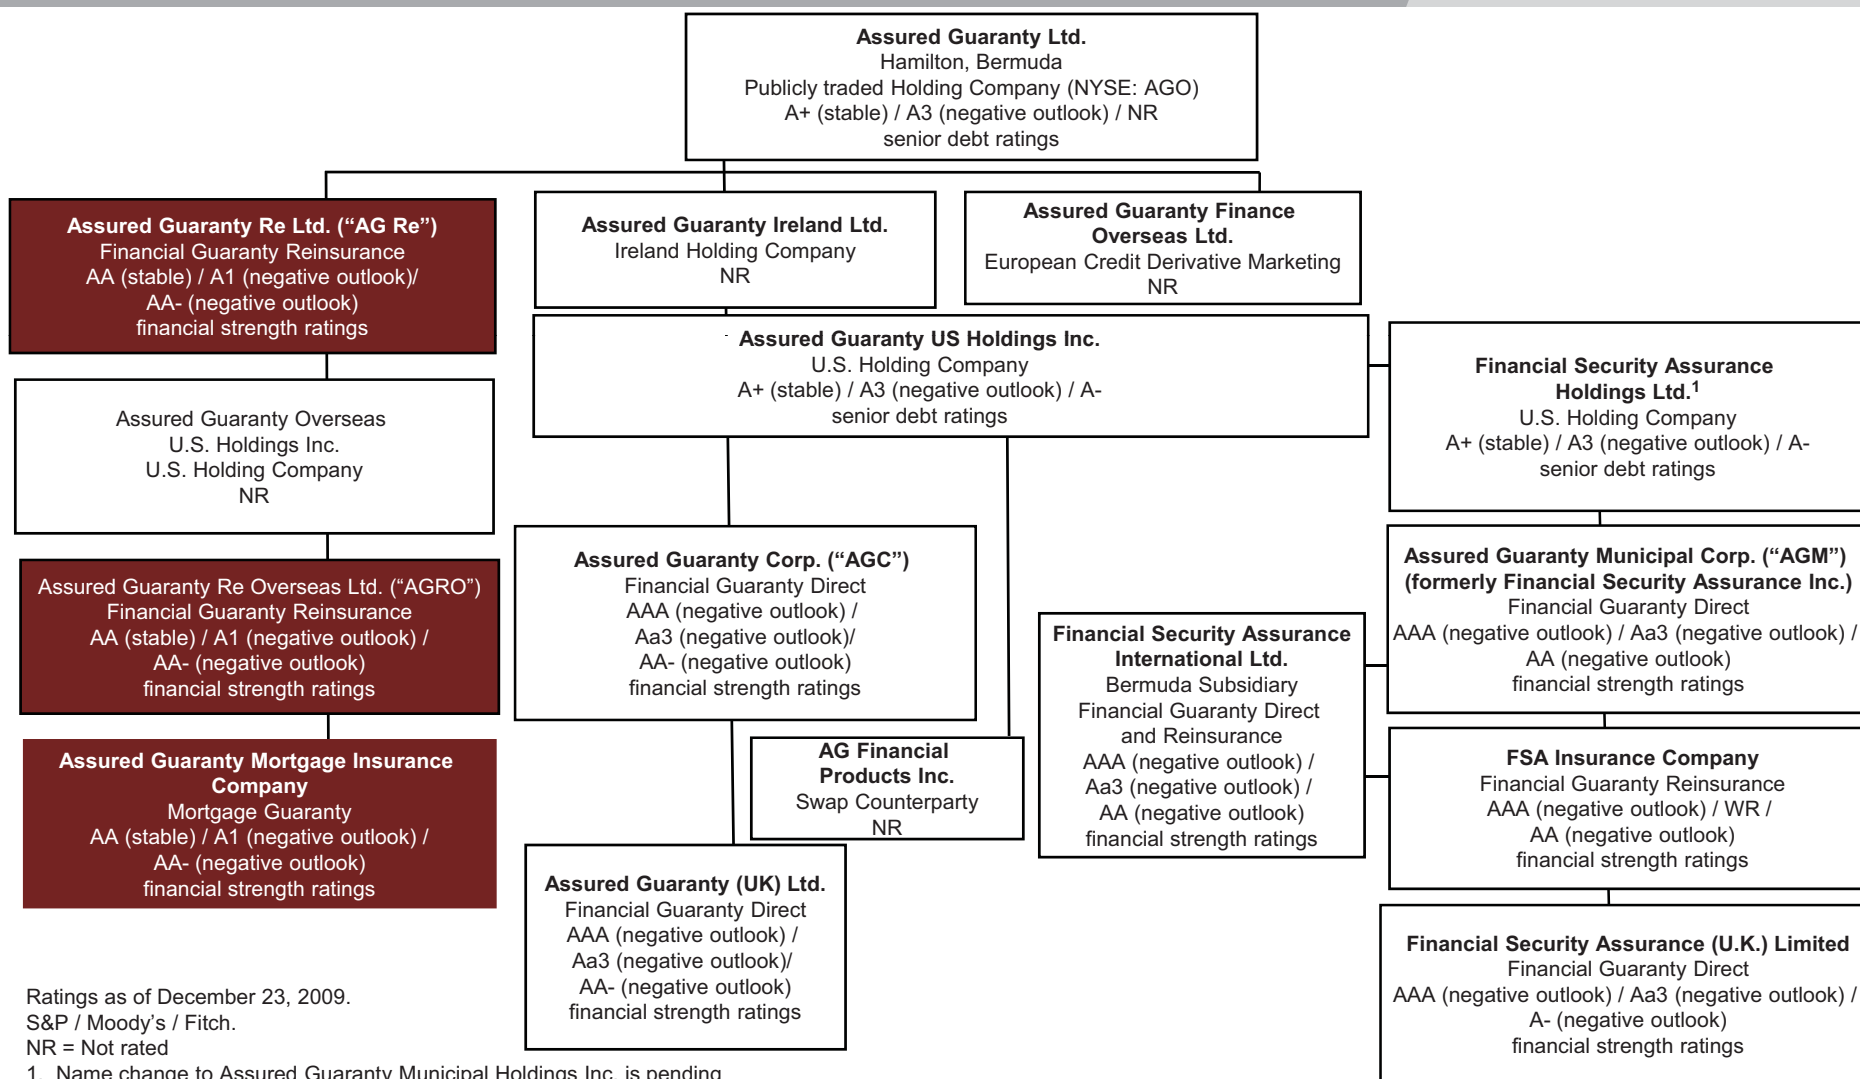 Assured Guaranty Ltd.
Hamilton, Bermuda
Publicly traded Holding Company (NYSE: AGO)
A+ (stable) / A3 (negative outlook) / NR
senior debt ratings
Assured Guaranty Re Ltd. (“AG Re”)
Financial Guaranty Reinsurance
AA (stable) / A1 (negative outlook)/
AA- (negative outlook)
financial strength ratings
Assured Guaranty Ireland Ltd.
Ireland Holding Company
NR
Assured Guaranty Finance
Overseas Ltd.
European Credit Derivative Marketing
NR
Assured Guaranty US Holdings Inc.
U.S. Holding Company
A+ (stable) / A3 (negative outlook) / A-
senior debt ratings
Financial Security Assurance
Holdings Ltd.1
U.S. Holding Company
A+ (stable) / A3 (negative outlook) / A-
senior debt ratings
Assured Guaranty Overseas
U.S. Holdings Inc.
U.S. Holding Company
NR
Assured Guaranty Re Overseas Ltd. (“AGRO”)
Financial Guaranty Reinsurance
AA (stable) / A1 (negative outlook) /
AA- (negative outlook)
financial strength ratings
Assured Guaranty Corp. (“AGC”)
Financial Guaranty Direct
AAA (negative outlook) /
Aa3 (negative outlook)/
AA- (negative outlook)
financial strength ratings
Assured Guaranty Municipal Corp. (“AGM”)
(formerly Financial Security Assurance Inc.)
Financial Guaranty Direct
AAA (negative outlook) / Aa3 (negative outlook) /
AA (negative outlook)
financial strength ratings
Financial Security Assurance
International Ltd.
Bermuda Subsidiary
Financial Guaranty Direct
and Reinsurance
AAA (negative outlook) /
Aa3 (negative outlook) /
AA (negative outlook)
financial strength ratings
Assured Guaranty Mortgage Insurance
Company
Mortgage Guaranty
AA (stable) / A1 (negative outlook) /
AA- (negative outlook)
financial strength ratings
AG Financial
Products Inc.
Swap Counterparty
NR
FSA Insurance Company
Financial Guaranty Reinsurance
AAA (negative outlook) / WR /
AA (negative outlook)
financial strength ratings
Assured Guaranty (UK) Ltd.
Financial Guaranty Direct
AAA (negative outlook) /
Aa3 (negative outlook)/
AA- (negative outlook)
financial strength ratings
Financial Security Assurance (U.K.) Limited
Financial Guaranty Direct
AAA (negative outlook) / Aa3 (negative outlook) /
A- (negative outlook)
financial strength ratings
Ratings as of December 23, 2009.
S&P / Moody’s / Fitch.
NR = Not rated
1. Name change to Assured Guaranty Municipal Holdings Inc. is pending